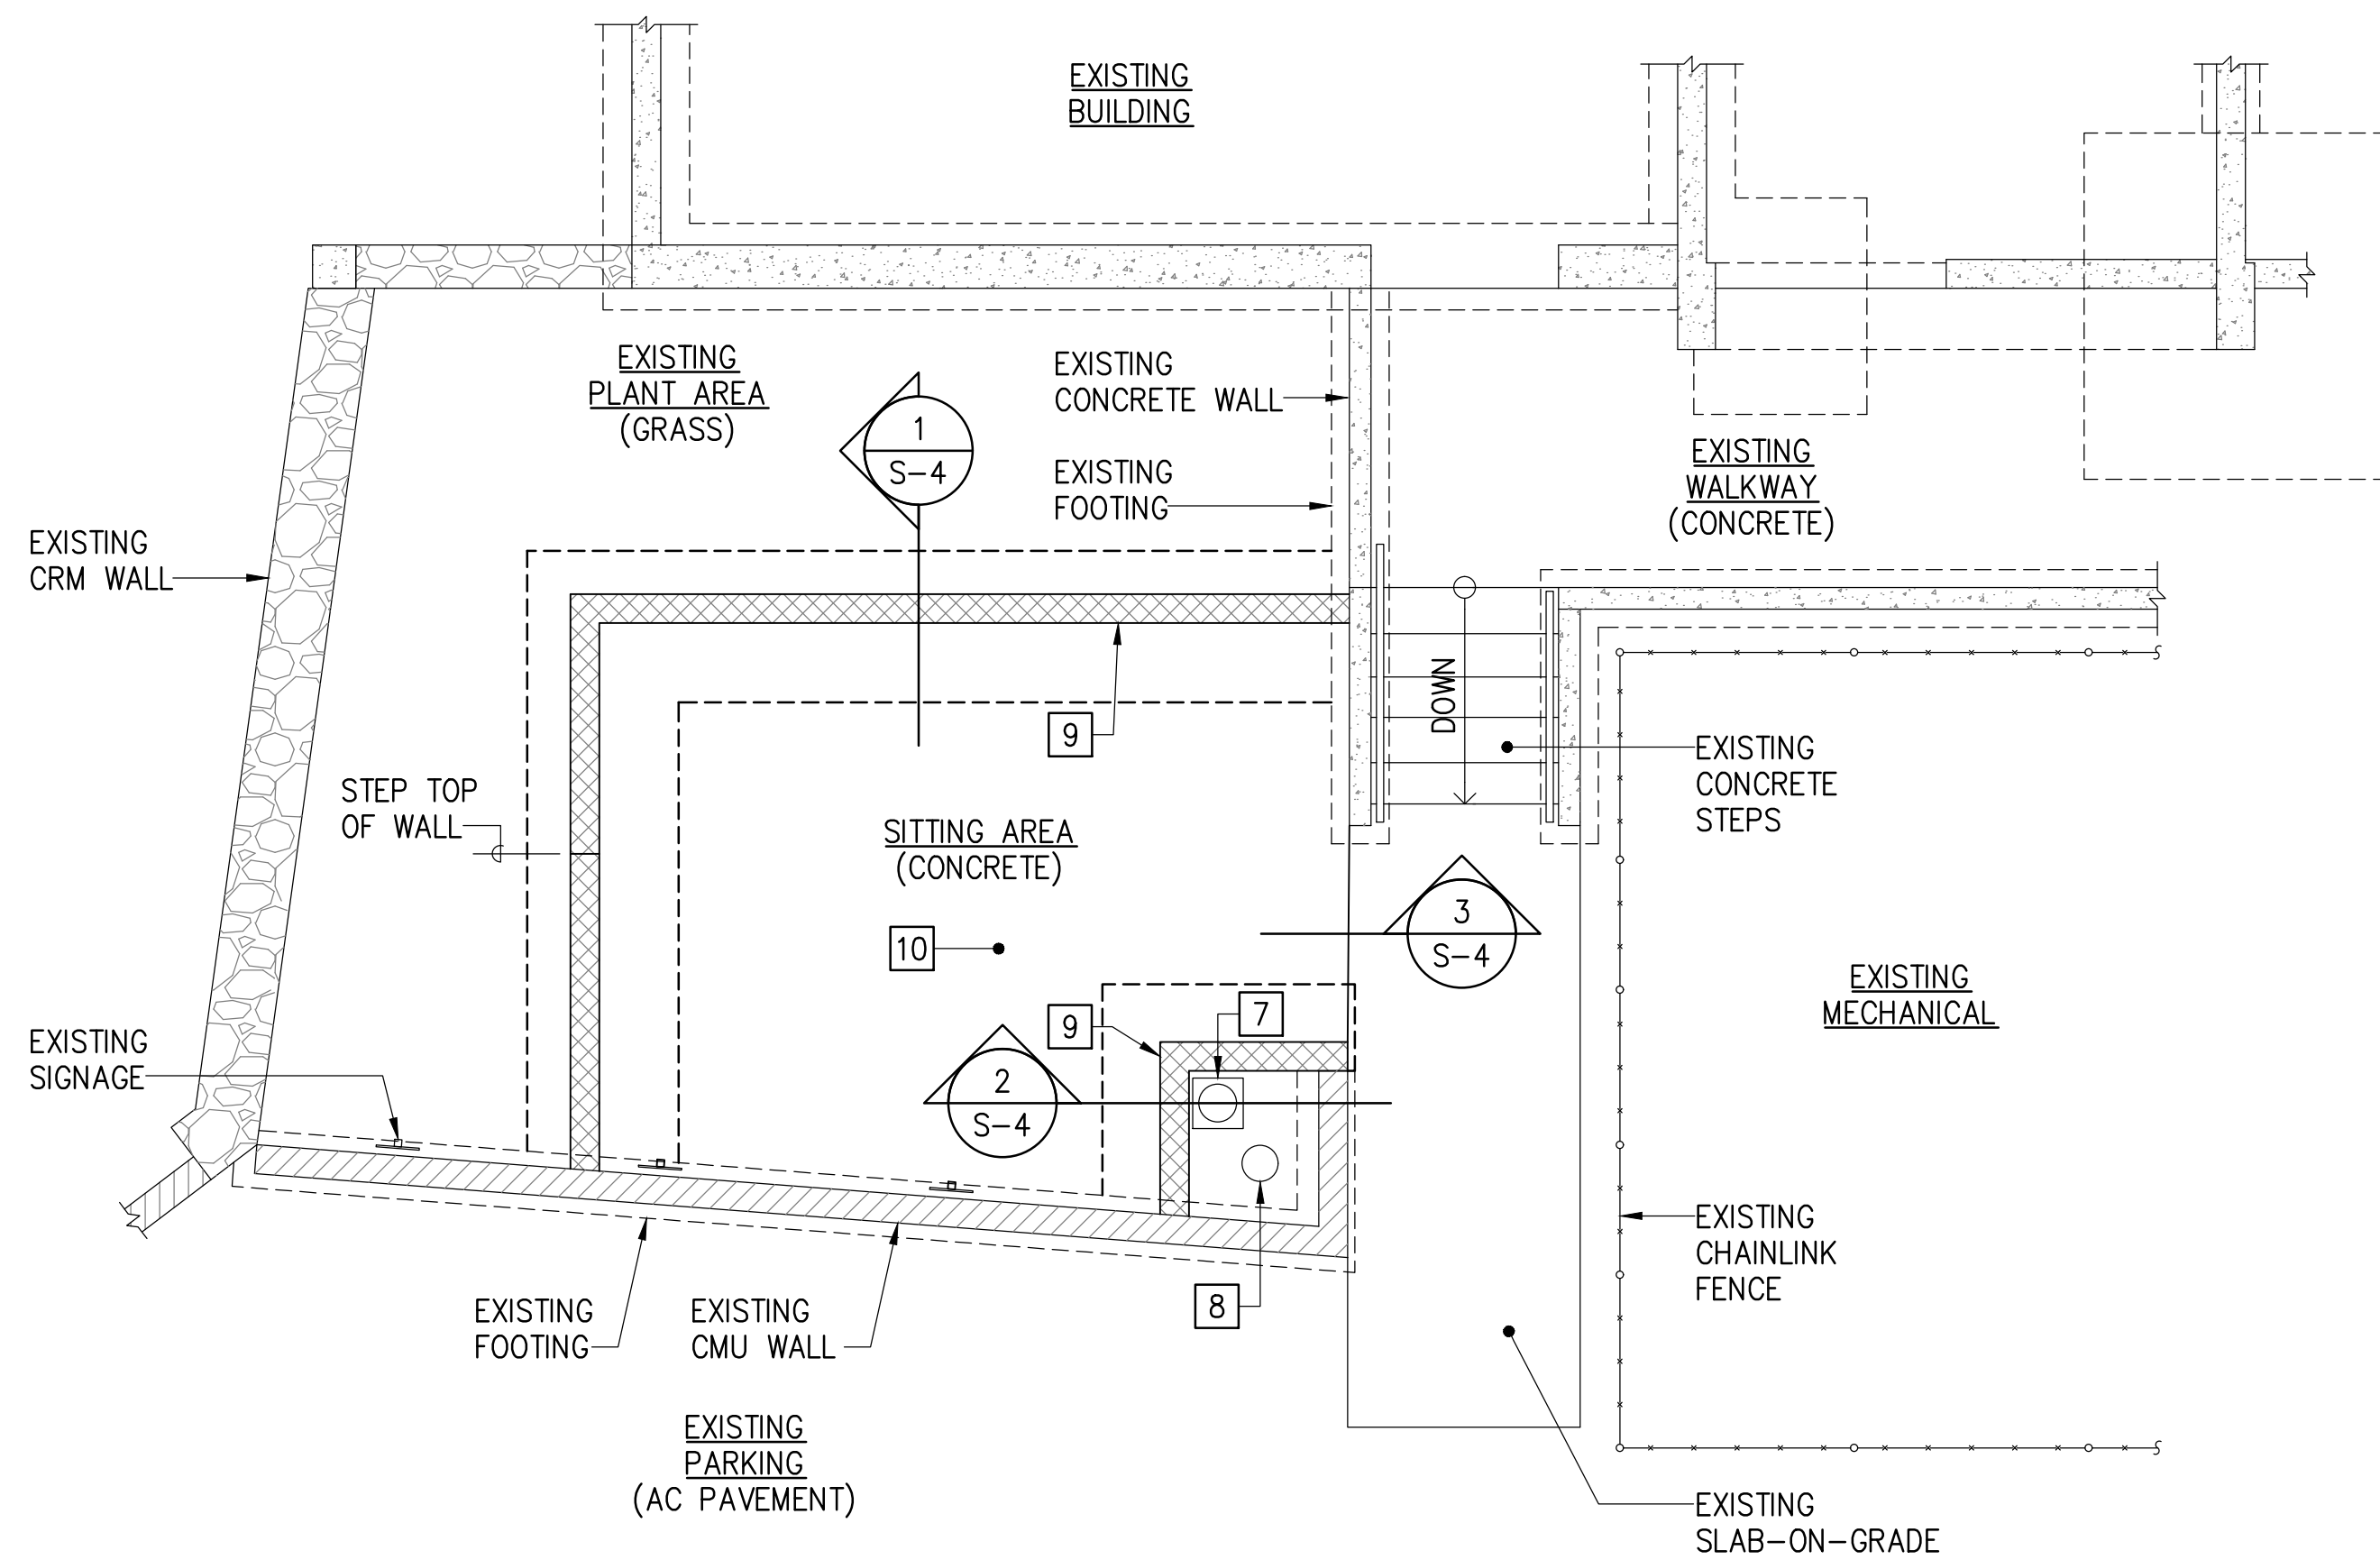 EXISTING
BUILDING
EXISTING
PLANT AREA
(GRASS)
EXISTING
CONCRETE WALL
1
S-4
EXISTING
FOOTING
EXISTING
WALKWAY
(CONCRETE)
EXISTING
CRM WALL
DOWN
9
EXISTING
CONCRETE
STEPS
STEP TOP
OF WALL
SITTING AREA
(CONCRETE)
3
S-4
10
EXISTING
MECHANICAL
7
9
EXISTING
SIGNAGE
2
S-4
EXISTING
CHAINLINK
FENCE
8
EXISTING
FOOTING
EXISTING
CMU WALL
EXISTING
PARKING
(AC PAVEMENT)
EXISTING
SLAB-ON-GRADE